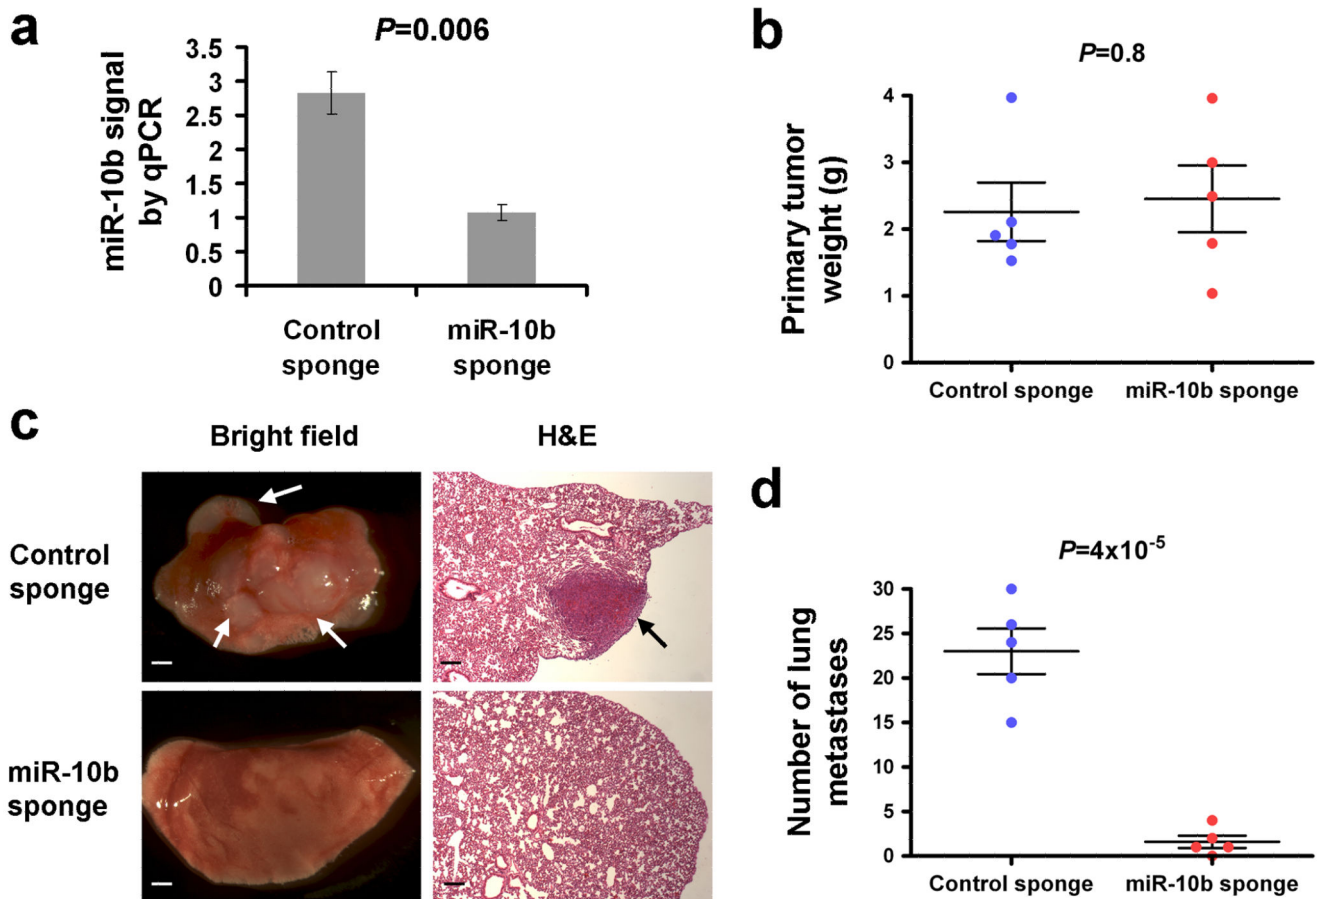 a
P=0.006
miR-10b signal
by qPCR
3.5
3
2.5
2
1.5
1
0.5
0
Control
sponge
miR-10b
sponge
b
P=0.8
Primary tumor
weight (g)
4
3
2
1
0
Control sponge
miR-10b sponge
c
Bright field
H&E
Control
sponge
miR-10b
sponge
d
P=4x10⁻⁵
Number of lung
metastases
30
25
20
15
10
5
0
Control sponge
miR-10b sponge